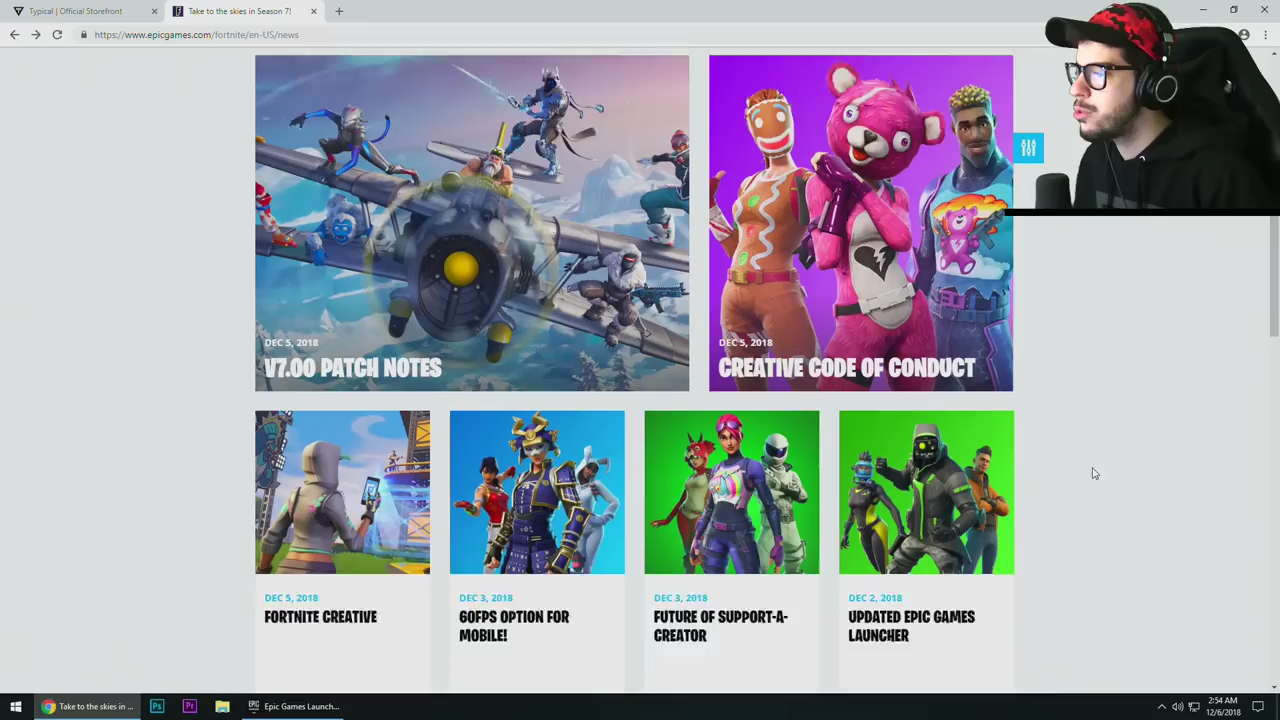 Typical | Official Storefront
Take to the skies in Season 7!
https://www.epicgames.com/fortnite/en-US/news
DEC 5, 2018
V7.00 PATCH NOTES
DEC 5, 2018
CREATIVE CODE OF CONDUCT
DEC 5, 2018
FORTNITE CREATIVE
DEC 3, 2018
60FPS OPTION FOR
MOBILE!
DEC 3, 2018
FUTURE OF SUPPORT-A-
CREATOR
DEC 2, 2018
UPDATED EPIC GAMES
LAUNCHER
Take to the skies in ...
Ps
Pr
EPIC
Epic Games Launch...
2:54 AM
12/6/2018